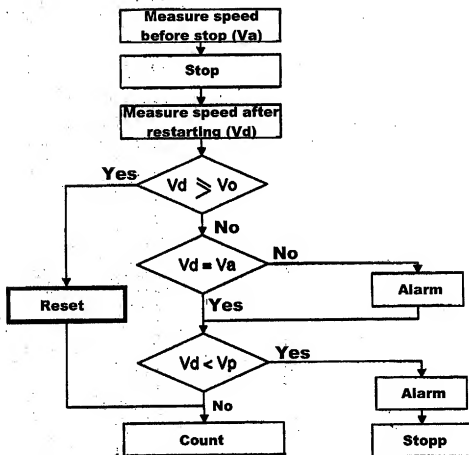 Measure speed
before stop (Va)
Stop
Measure speed after
restarting (Vd)
Yes
Vd ⩾ Vo
No
Vd = Va
No
Reset
Alarm
Yes
Vd < Vp
Yes
Alarm
No
Count
Stopp